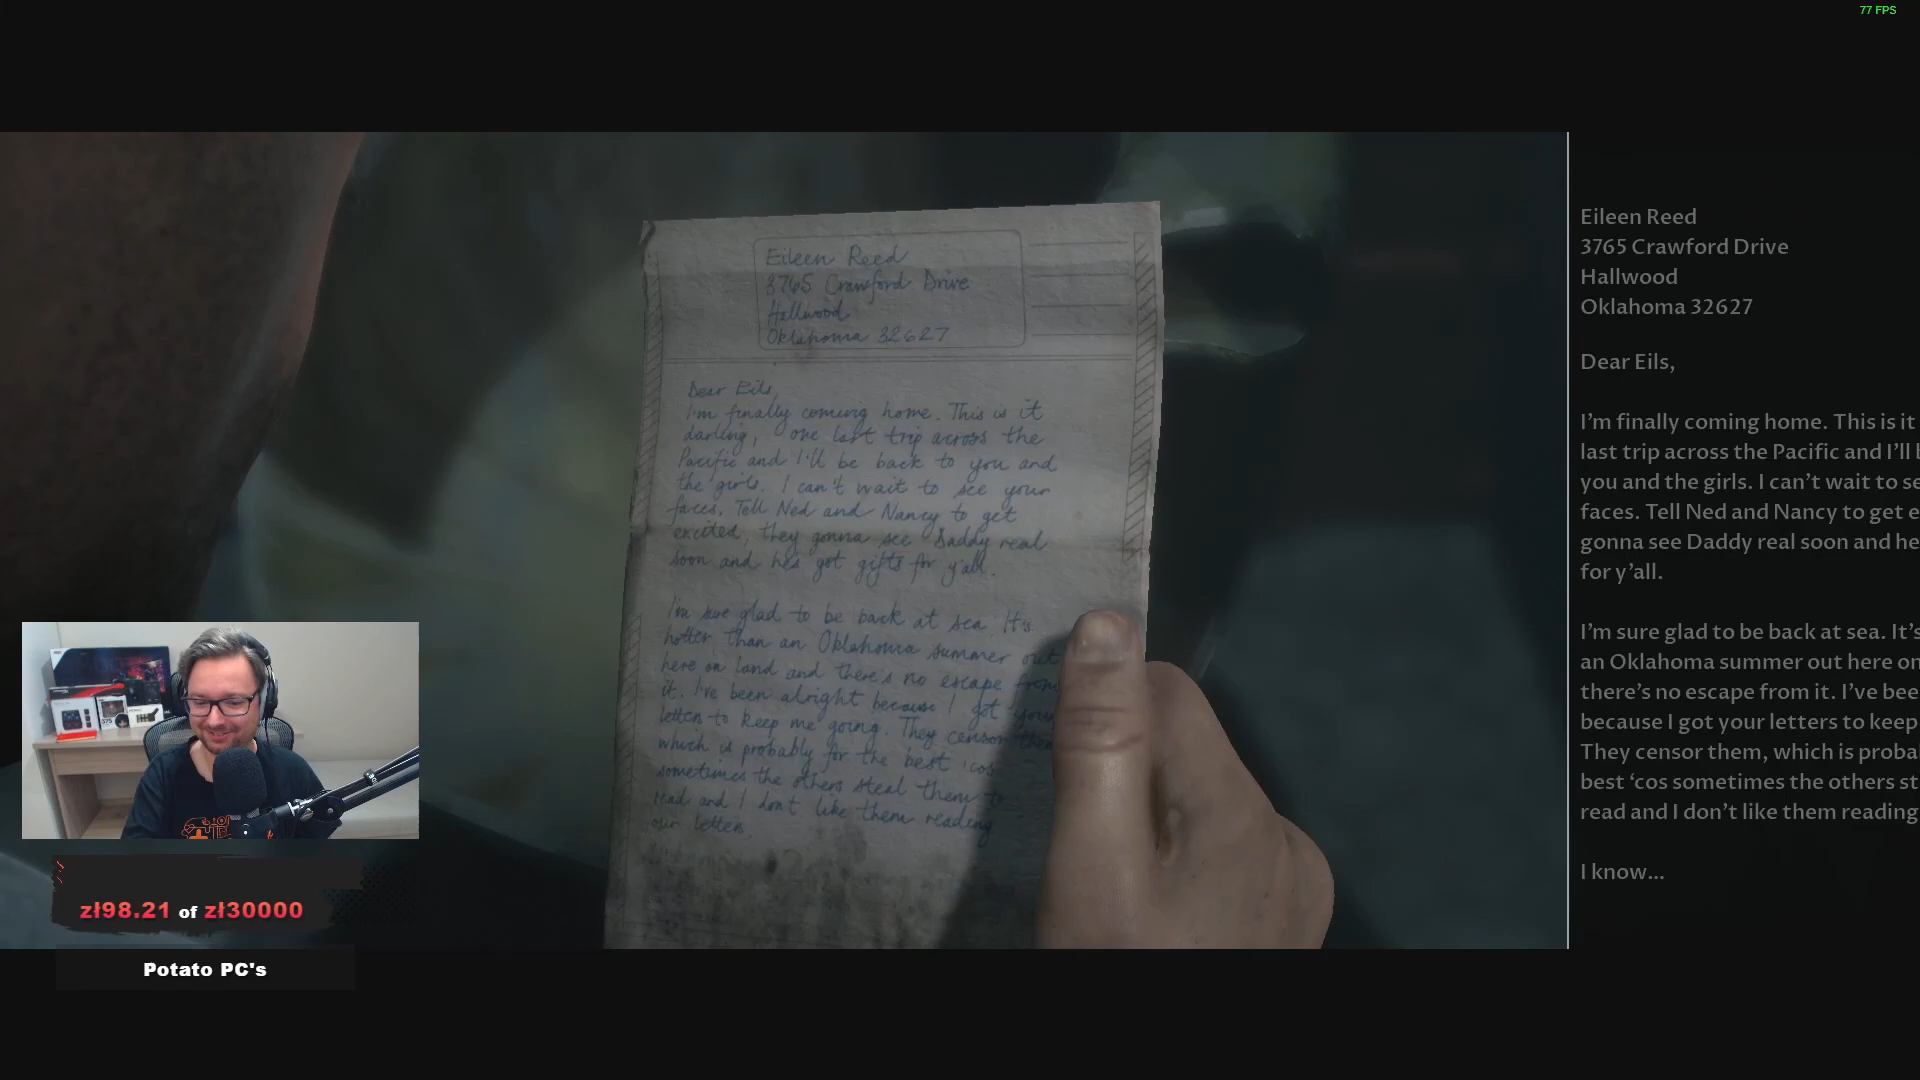 77 FPS
Eileen Reed
3765 Crawford Drive
Hallwood
Oklahoma 32627
Dear Eils,
I'm finally coming home. This is it
darling, one last trip across the
Pacific and I'll be back to you and
the girls. I can't wait to see your
faces. Tell Ned and Nancy to get
excited, they gonna see Daddy real
soon and he's got gifts for y'all.
I'm sure glad to be back at sea. It's
hotter than an Oklahoma summer out
here on land and there's no escape from
it. I've been alright because I got your
letters to keep me going. They censor them
which is probably for the best 'cos
sometimes the others steal them to
read and I don't like them reading
our letters.
Eileen Reed
3765 Crawford Drive
Hallwood
Oklahoma 32627
Dear Eils,
I'm finally coming home. This is it
last trip across the Pacific and I'll b
you and the girls. I can't wait to se
faces. Tell Ned and Nancy to get e
gonna see Daddy real soon and he
for y'all.
I'm sure glad to be back at sea. It's
an Oklahoma summer out here on
there's no escape from it. I've bee
because I got your letters to keep
They censor them, which is proba
best 'cos sometimes the others st
read and I don't like them reading
I know...
zł98.21 of zł30000
Potato PC's